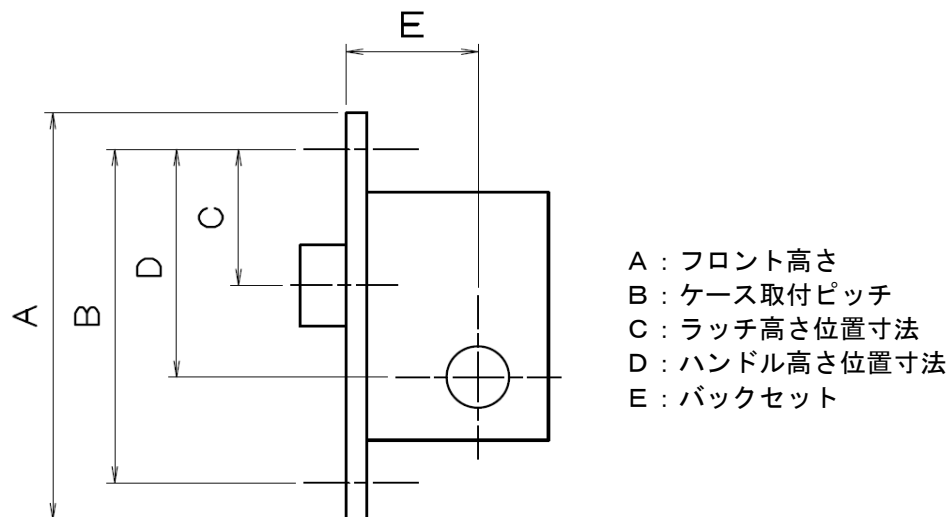 E
A
B
D
C
A : フロント高さ
B : ケース取付ピッチ
C : ラッチ高さ位置寸法
D : ハンドル高さ位置寸法
E : バックセット